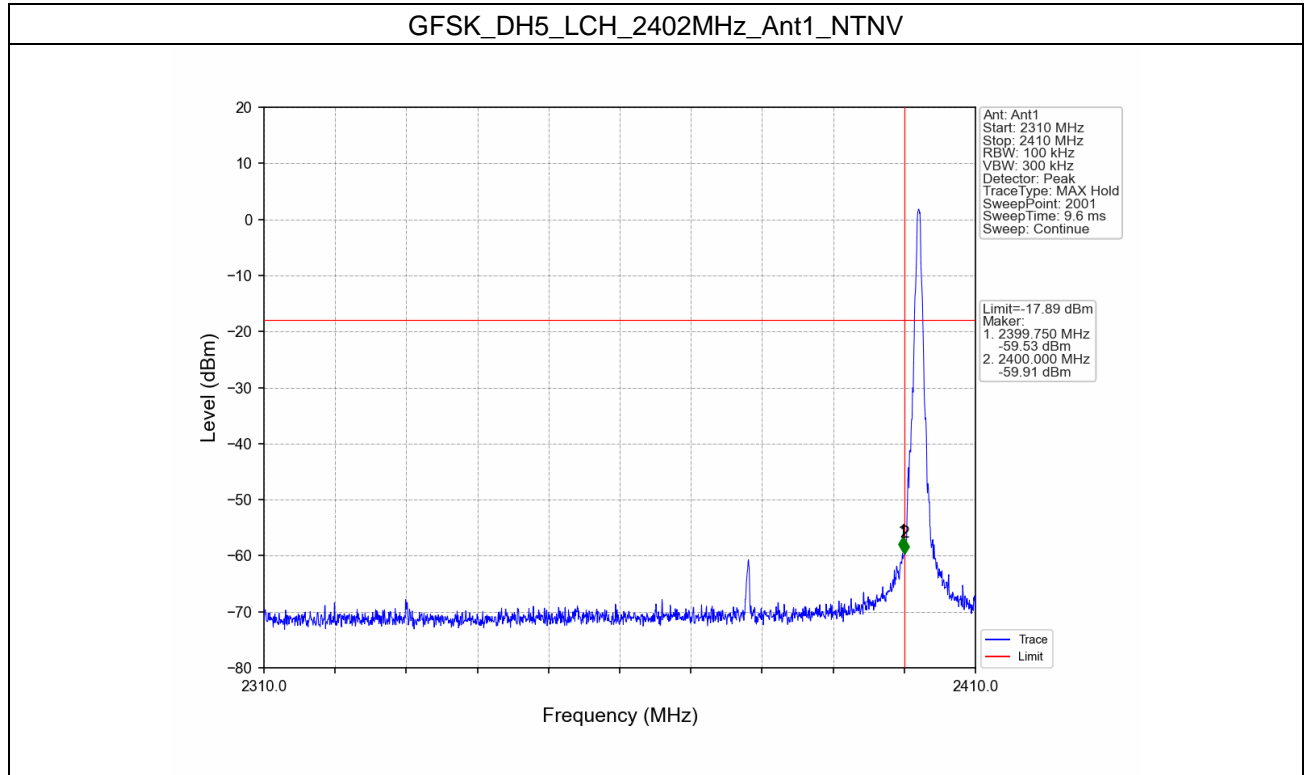 GFSK_DH5_LCH_2402MHz_Ant1_NTNV
20
10
0
−10
−20
−30
−40
−50
−60
−70
−80
Level (dBm)
2310.0
2410.0
Frequency (MHz)
1
2
Ant: Ant1
Start: 2310 MHz
Stop: 2410 MHz
RBW: 100 kHz
VBW: 300 kHz
Detector: Peak
TraceType: MAX Hold
SweepPoint: 2001
SweepTime: 9.6 ms
Sweep: Continue
Limit=-17.89 dBm
Maker:
1. 2399.750 MHz
-59.53 dBm
2. 2400.000 MHz
-59.91 dBm
Trace
Limit